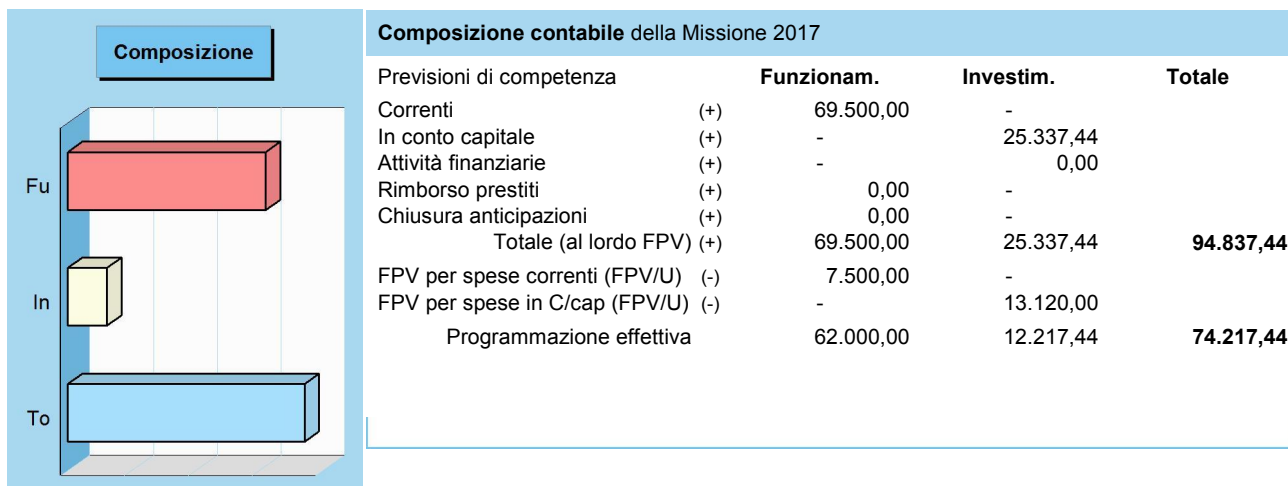 Composizione
Fu
In
To
Composizione contabile della Missione 2017
Previsioni di competenza Funzionam. Investim. Totale
Correnti (+) 69.500,00 -
In conto capitale (+) - 25.337,44
Attività finanziarie (+) - 0,00
Rimborso prestiti (+) 0,00 -
Chiusura anticipazioni (+) 0,00 -
Totale (al lordo FPV) (+) 69.500,00 25.337,44 94.837,44
FPV per spese correnti (FPV/U) (-) 7.500,00 -
FPV per spese in C/cap (FPV/U) (-) - 13.120,00
Programmazione effettiva 62.000,00 12.217,44 74.217,44